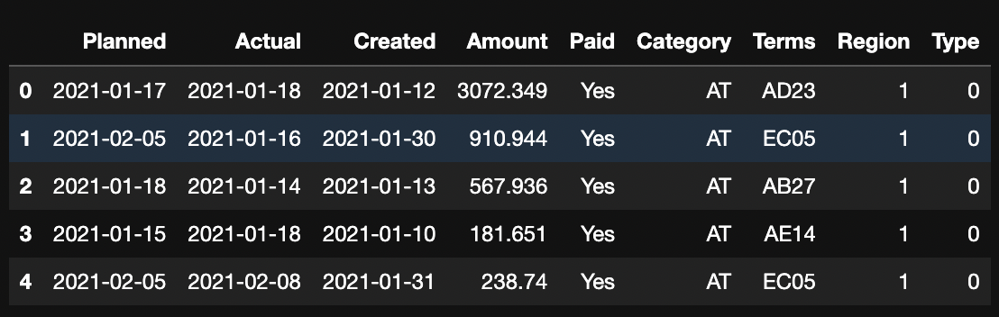 Planned Actual Created Amount Paid Category Terms Region Type
0 2021-01-17 2021-01-18 2021-01-12 3072.349 Yes AT AD23 1 0
1 2021-02-05 2021-01-16 2021-01-30 910.944 Yes AT EC05 1 0
2 2021-01-18 2021-01-14 2021-01-13 567.936 Yes AT AB27 1 0
3 2021-01-15 2021-01-18 2021-01-10 181.651 Yes AT AE14 1 0
4 2021-02-05 2021-02-08 2021-01-31 238.74 Yes AT EC05 1 0